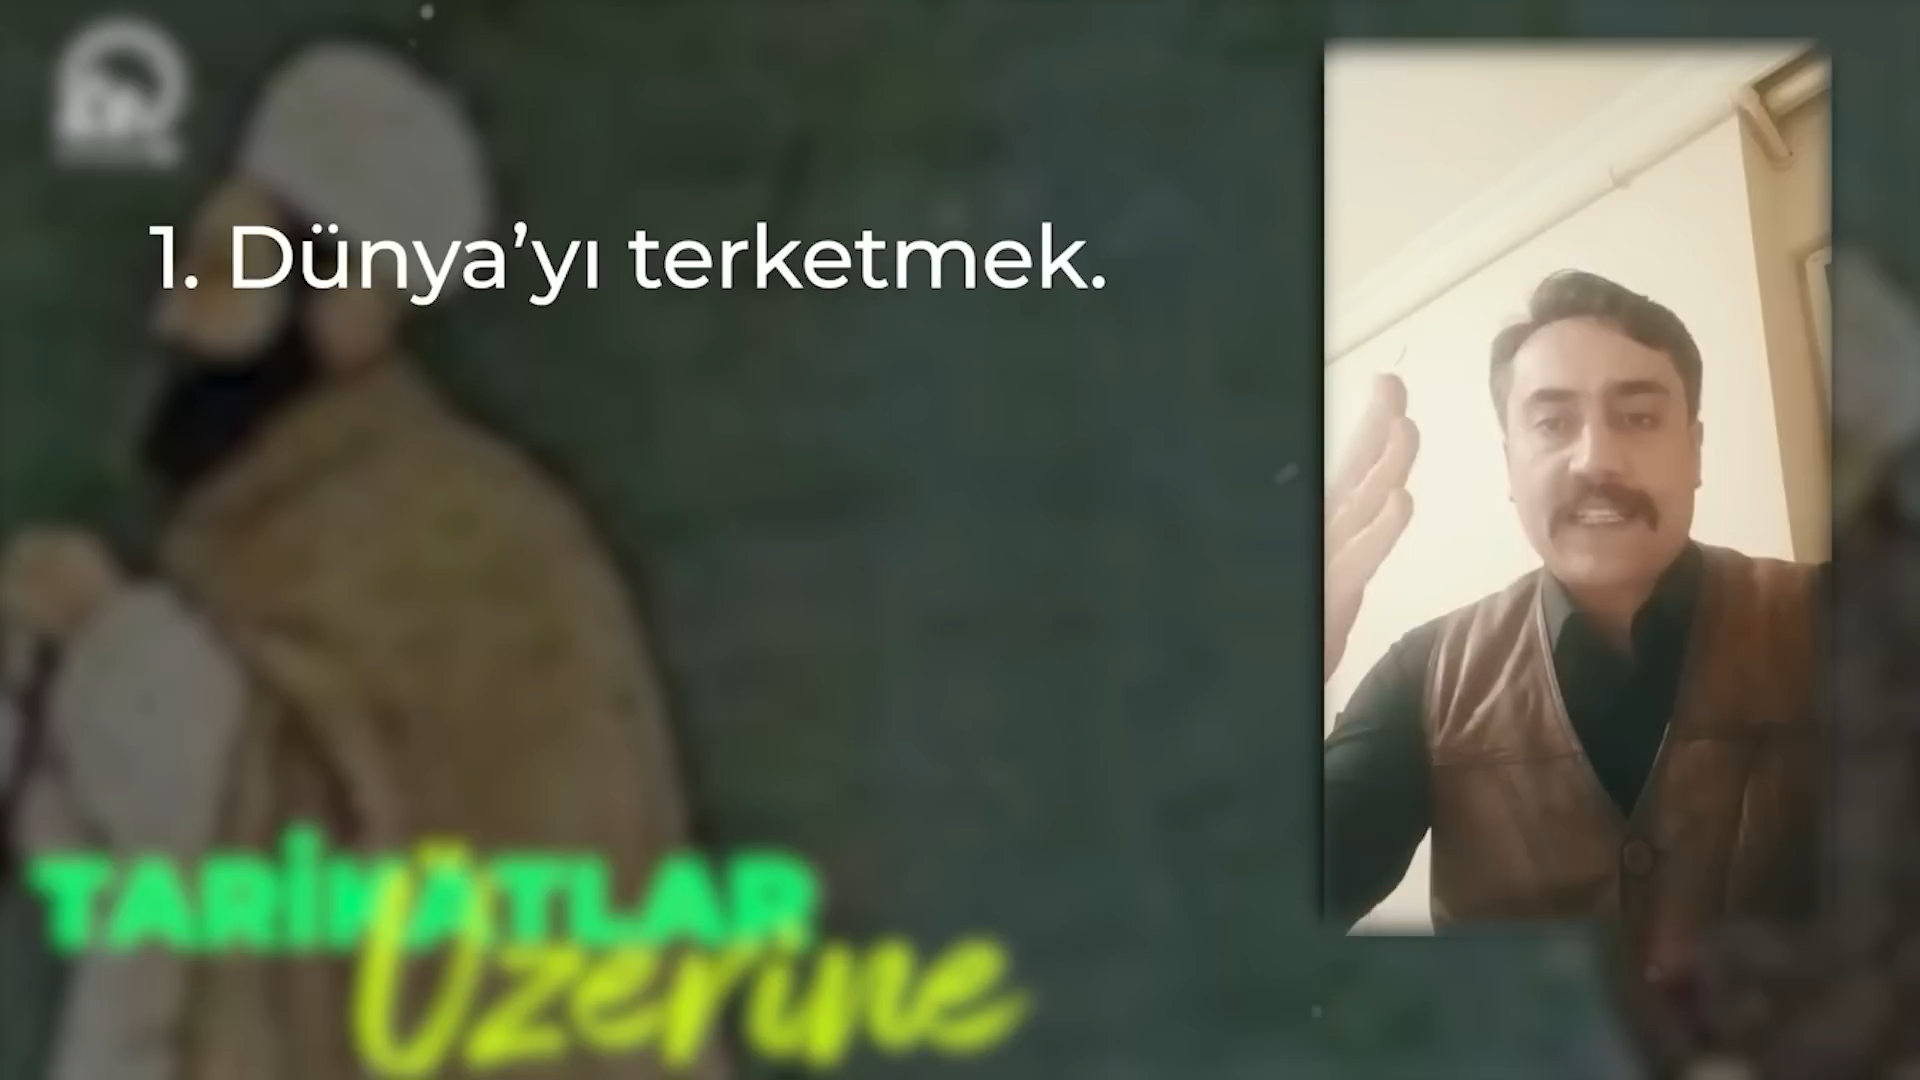 1. Dünya’yı terketmek.
TARİKATLAR
Üzerine